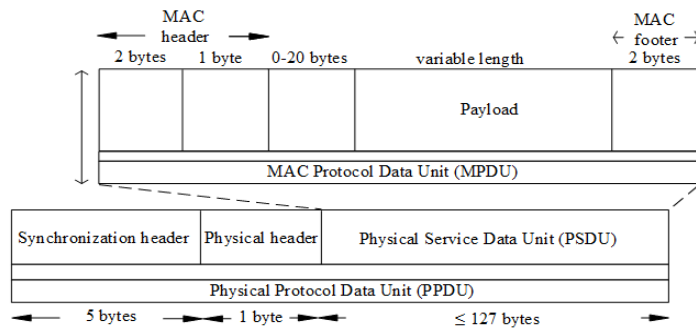 MAC
header
MAC
footer
2 bytes
1 byte
0-20 bytes
variable length
2 bytes
Payload
MAC Protocol Data Unit (MPDU)
Synchronization header
Physical header
Physical Service Data Unit (PSDU)
Physical Protocol Data Unit (PPDU)
5 bytes
1 byte
≤ 127 bytes